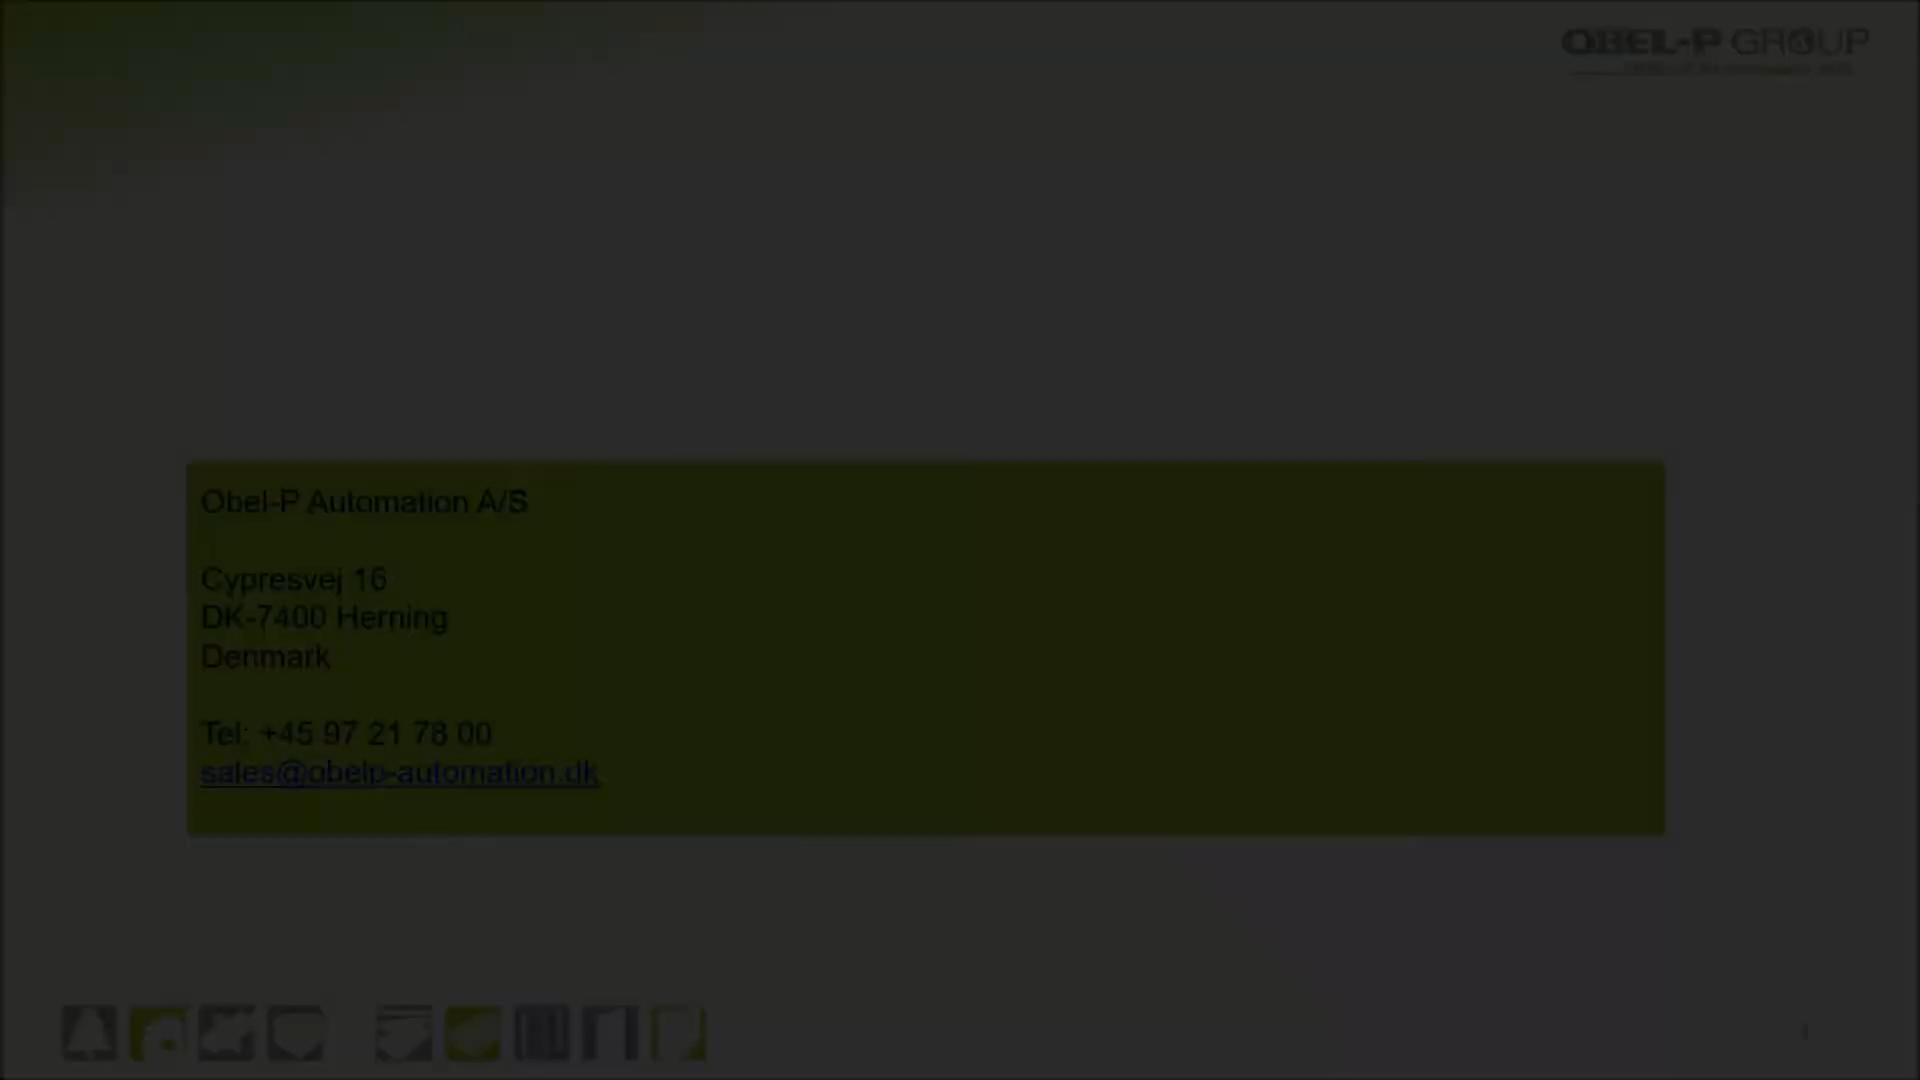 OBEL-P GROUP
Obel-P Automation A/S
Cypresvej 16
DK-7400 Herning
Denmark
Tel: +45 97 21 78 00
sales@obelp-automation.dk